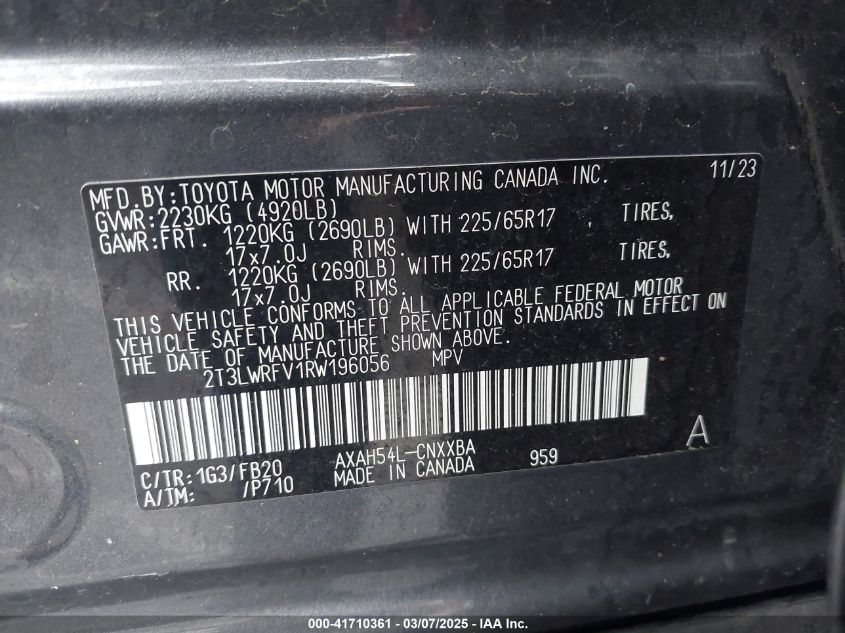 MFD.BY:TOYOTA MOTOR MANUFACTURING CANADA INC. 11/23
GVWR:2230KG (4920LB)
GAWR:FRT. 1220KG (2690LB) WITH 225/65R17 , TIRES,
17x7.0J RIMS.
RR. 1220KG (2690LB) WITH 225/65R17 TIRES,
17x7.0J RIMS.
THIS VEHICLE CONFORMS TO ALL APPLICABLE FEDERAL MOTOR
VEHICLE SAFETY AND THEFT PREVENTION STANDARDS IN EFFECT ON
THE DATE OF MANUFACTURE SHOWN ABOVE.
2T3LWRFV1RW196056 MPV
A
C/TR:1G3/FB20 AXAH54L-CNXXBA 959
A/TM: /P710 MADE IN CANADA
000-41710361 - 03/07/2025 - IAA Inc.